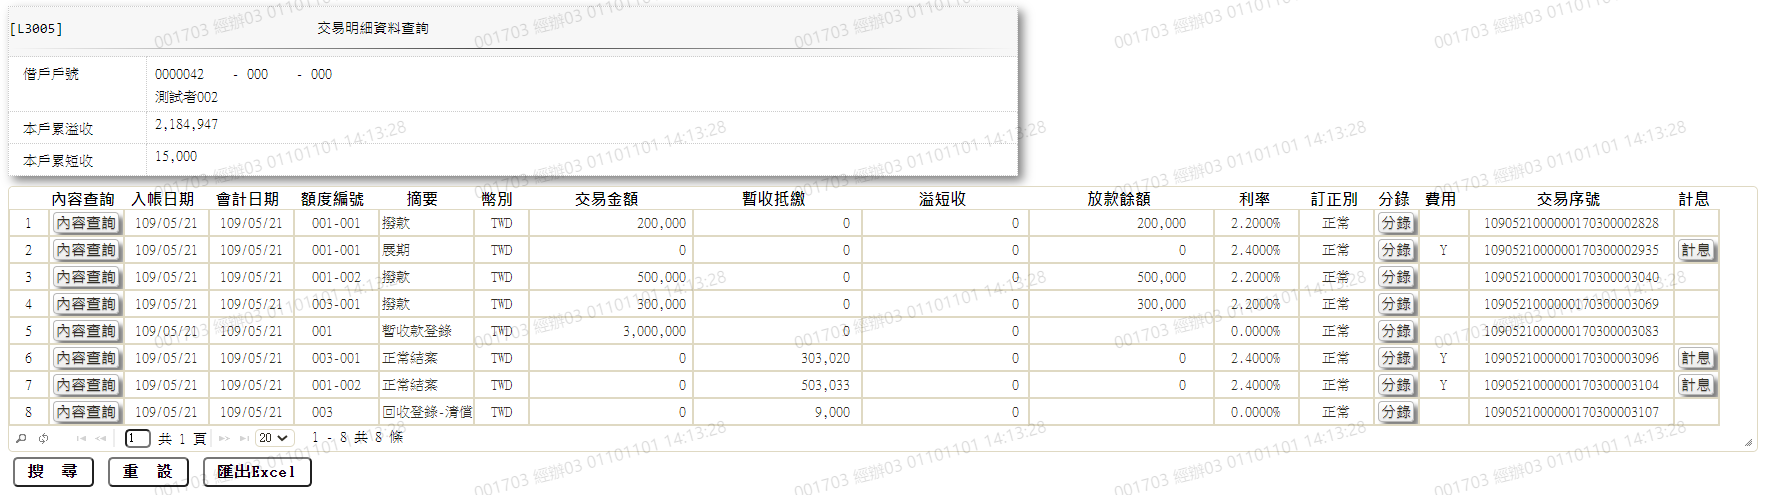 [L3005] 交易明細資料查詢
借戶戶號 0000042 - 000 - 000
測試者002
本戶累溢收 2,184,947
本戶累短收 15,000
內容查詢 入帳日期 會計日期 額度編號 摘要 幣別 交易金額 暫收抵繳 溢短收 放款餘額 利率 訂正別 分錄 費用 交易序號 計息
1 內容查詢 109/05/21 109/05/21 001-001 撥款 TWD 200,000 0 0 200,000 2.2000% 正常 分錄 1090521000000170300002828
2 內容查詢 109/05/21 109/05/21 001-001 展期 TWD 0 0 0 0 2.4000% 正常 分錄 Y 1090521000000170300002935 計息
3 內容查詢 109/05/21 109/05/21 001-002 撥款 TWD 500,000 0 0 500,000 2.2000% 正常 分錄 1090521000000170300003040
4 內容查詢 109/05/21 109/05/21 003-001 撥款 TWD 300,000 0 0 300,000 2.2000% 正常 分錄 1090521000000170300003069
5 內容查詢 109/05/21 109/05/21 001 暫收款登錄 TWD 3,000,000 0 0 0.0000% 正常 分錄 1090521000000170300003083
6 內容查詢 109/05/21 109/05/21 003-001 正常結案 TWD 0 303,020 0 0 2.4000% 正常 分錄 Y 1090521000000170300003096 計息
7 內容查詢 109/05/21 109/05/21 001-002 正常結案 TWD 0 503,033 0 0 2.4000% 正常 分錄 Y 1090521000000170300003104 計息
8 內容查詢 109/05/21 109/05/21 003 回收登錄-清償 TWD 0 9,000 0 0.0000% 正常 分錄 1090521000000170300003107
1 共 1 頁 20 1 - 8 共 8 條
搜 尋 重 設 匯出Excel
001703 經辦03 01101101 14:13:28